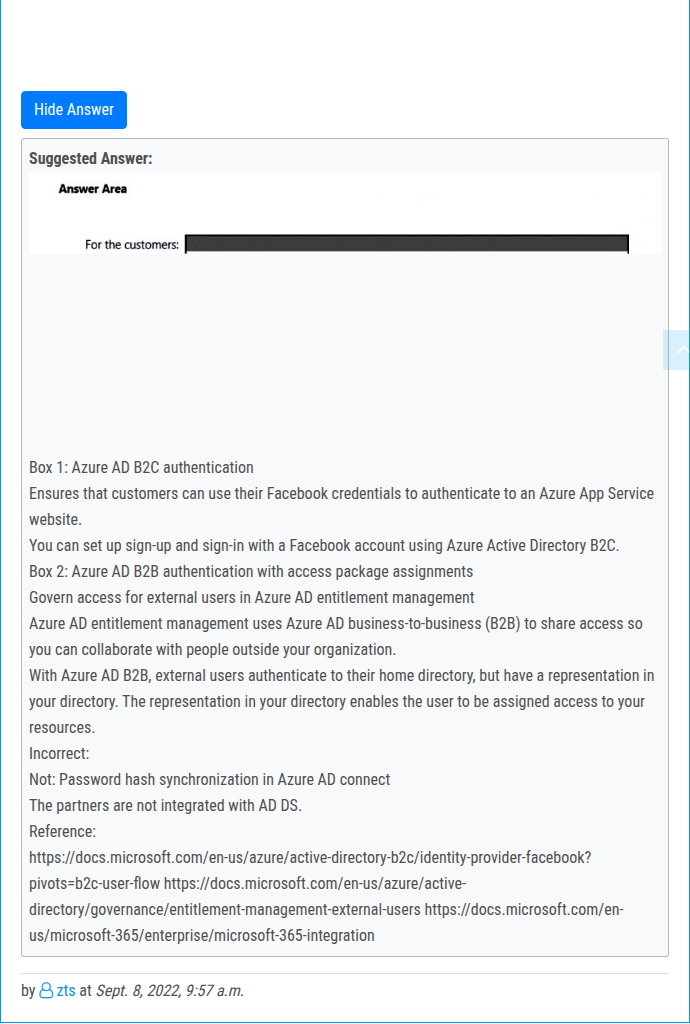 Hide Answer
Suggested Answer:
Answer Area
For the customers:
Box 1: Azure AD B2C authentication
Ensures that customers can use their Facebook credentials to authenticate to an Azure App Service
website.
You can set up sign-up and sign-in with a Facebook account using Azure Active Directory B2C.
Box 2: Azure AD B2B authentication with access package assignments
Govern access for external users in Azure AD entitlement management
Azure AD entitlement management uses Azure AD business-to-business (B2B) to share access so
you can collaborate with people outside your organization.
With Azure AD B2B, external users authenticate to their home directory, but have a representation in
your directory. The representation in your directory enables the user to be assigned access to your
resources.
Incorrect:
Not: Password hash synchronization in Azure AD connect
The partners are not integrated with AD DS.
Reference:
https://docs.microsoft.com/en-us/azure/active-directory-b2c/identity-provider-facebook?
pivots=b2c-user-flow https://docs.microsoft.com/en-us/azure/active-
directory/governance/entitlement-management-external-users https://docs.microsoft.com/en-
us/microsoft-365/enterprise/microsoft-365-integration
by zts at Sept. 8, 2022, 9:57 a.m.